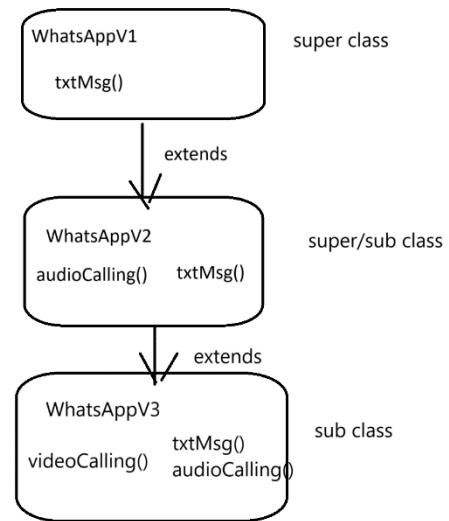 WhatsAppV1
super class
txtMsg()
extends
WhatsAppV2
super/sub class
audioCalling() txtMsg()
extends
WhatsAppV3
sub class
videoCalling() txtMsg()
audioCalling()